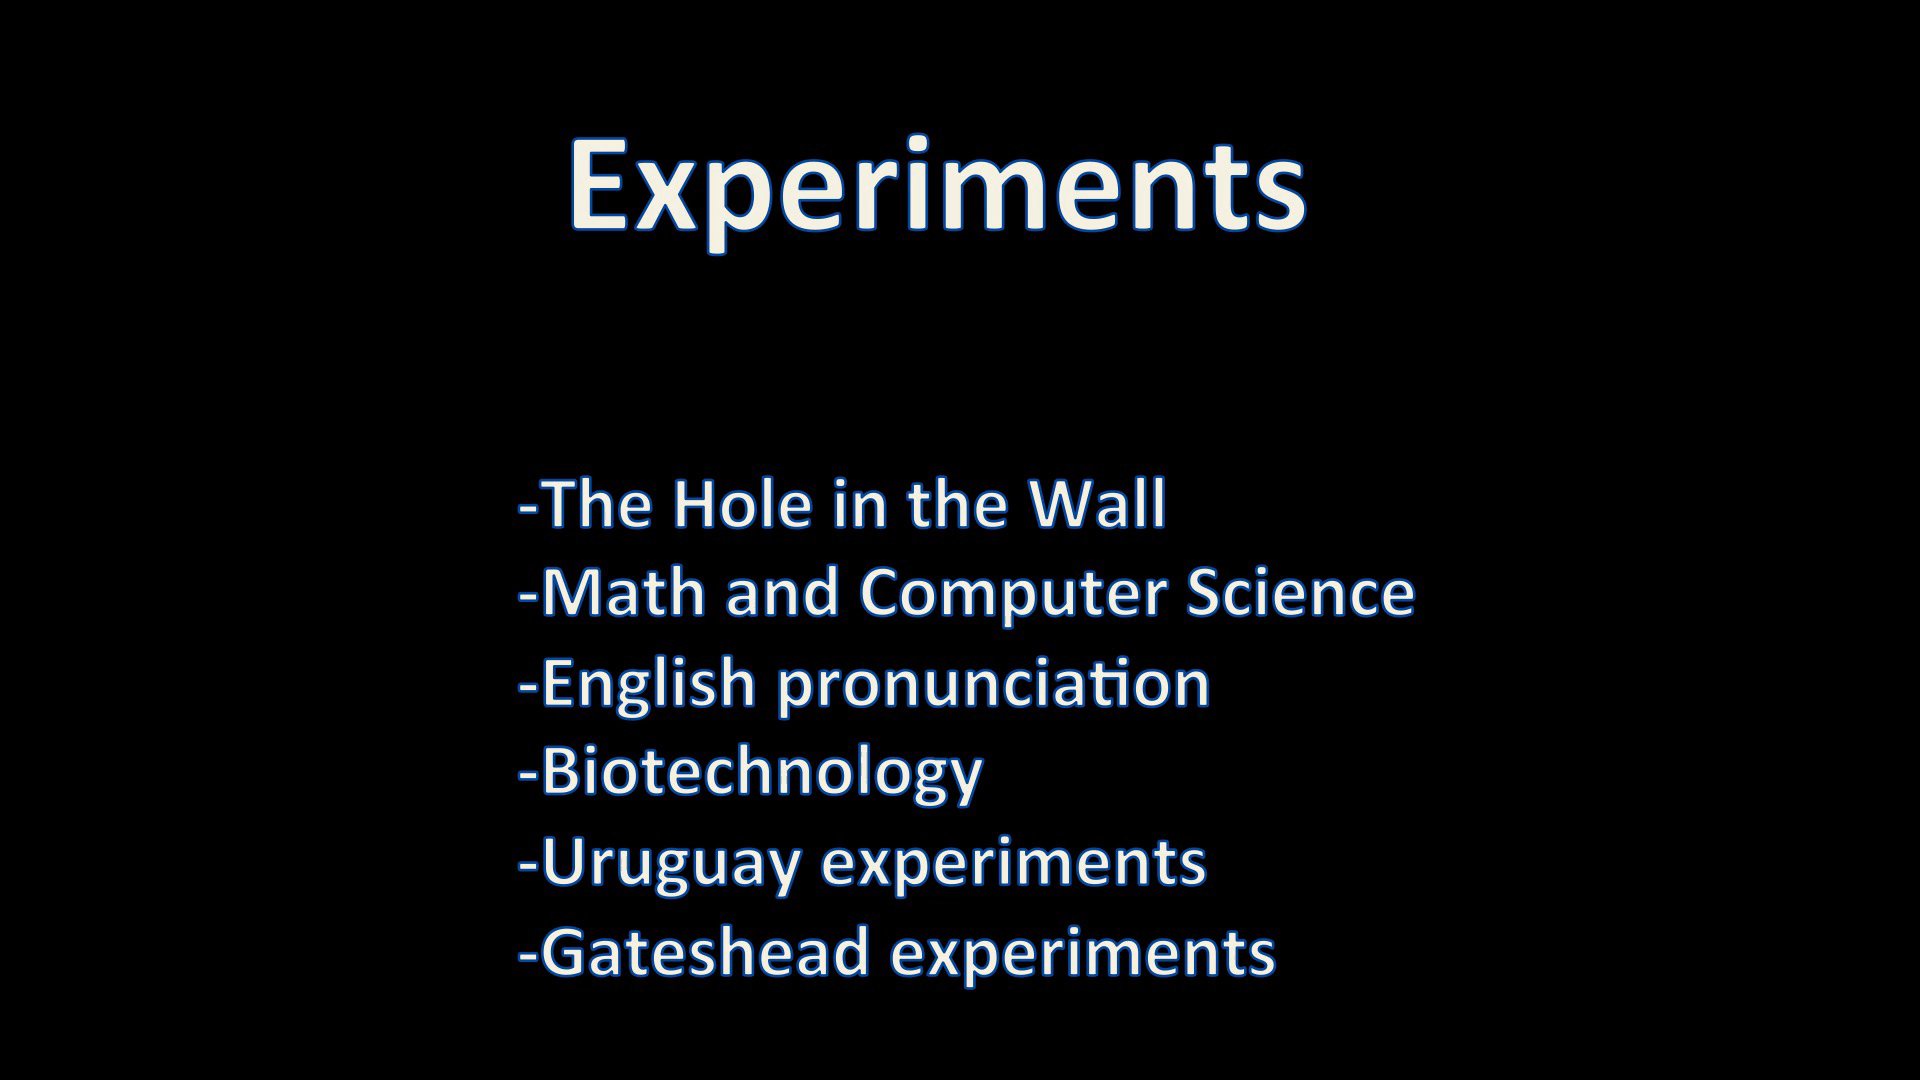 Experiments
-The Hole in the Wall
-Math and Computer Science
-English pronunciation
-Biotechnology
-Uruguay experiments
-Gateshead experiments